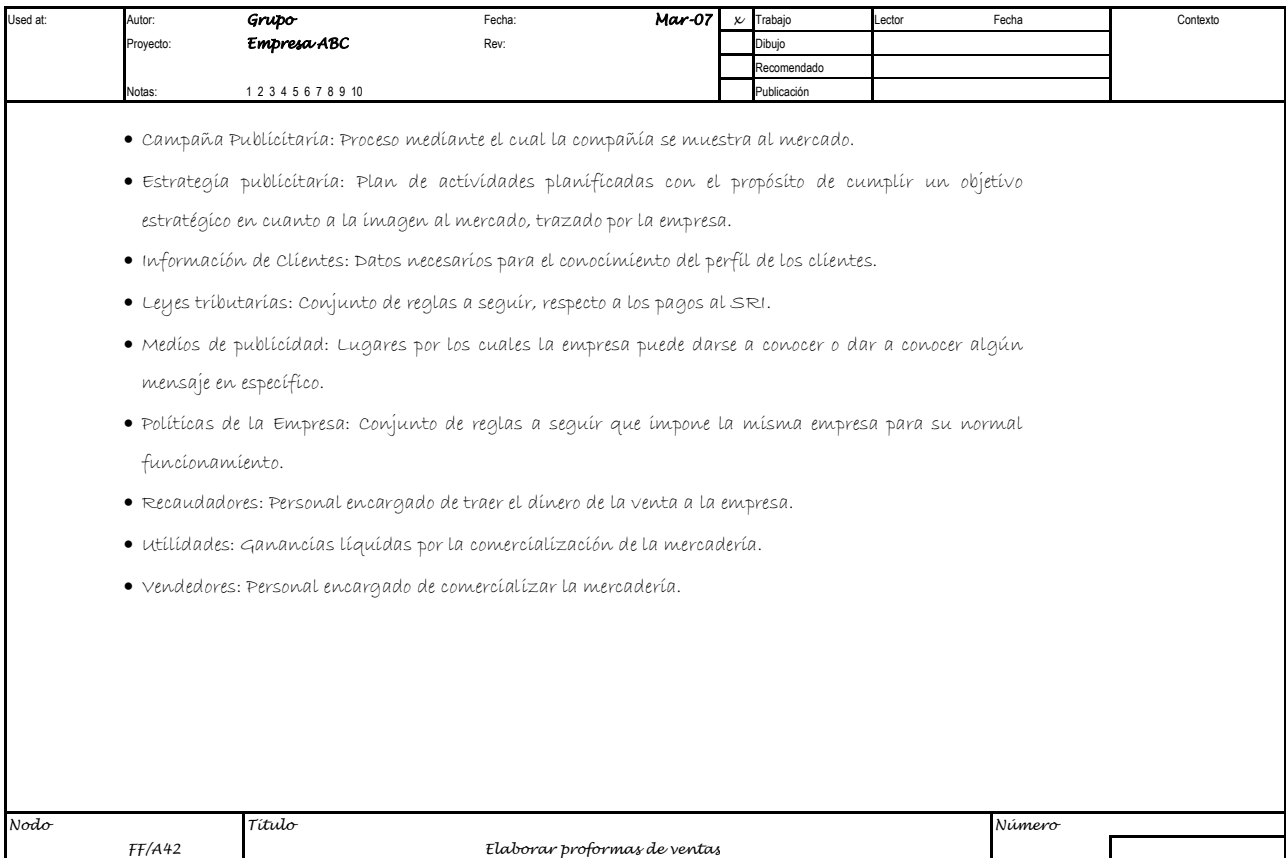 Used at: Autor: Grupo Fecha: Mar-07 x Trabajo Lector Fecha Contexto
Proyecto: Empresa ABC Rev: Dibujo
Recomendado
Notas: 1 2 3 4 5 6 7 8 9 10 Publicación
• Campaña Publicitaria: Proceso mediante el cual la compañía se muestra al mercado.
• Estrategia publicitaria: Plan de actividades planificadas con el propósito de cumplir un objetivo
estratégico en cuanto a la imagen al mercado, trazado por la empresa.
• Información de Clientes: Datos necesarios para el conocimiento del perfil de los clientes.
• Leyes tributarias: Conjunto de reglas a seguir, respecto a los pagos al SRI.
• Medios de publicidad: Lugares por los cuales la empresa puede darse a conocer o dar a conocer algún
mensaje en específico.
• Políticas de la Empresa: Conjunto de reglas a seguir que impone la misma empresa para su normal
funcionamiento.
• Recaudadores: Personal encargado de traer el dinero de la venta a la empresa.
• Utilidades: Ganancias líquidas por la comercialización de la mercadería.
• Vendedores: Personal encargado de comercializar la mercadería.
Nodo Título Número
FF/A42 Elaborar proformas de ventas